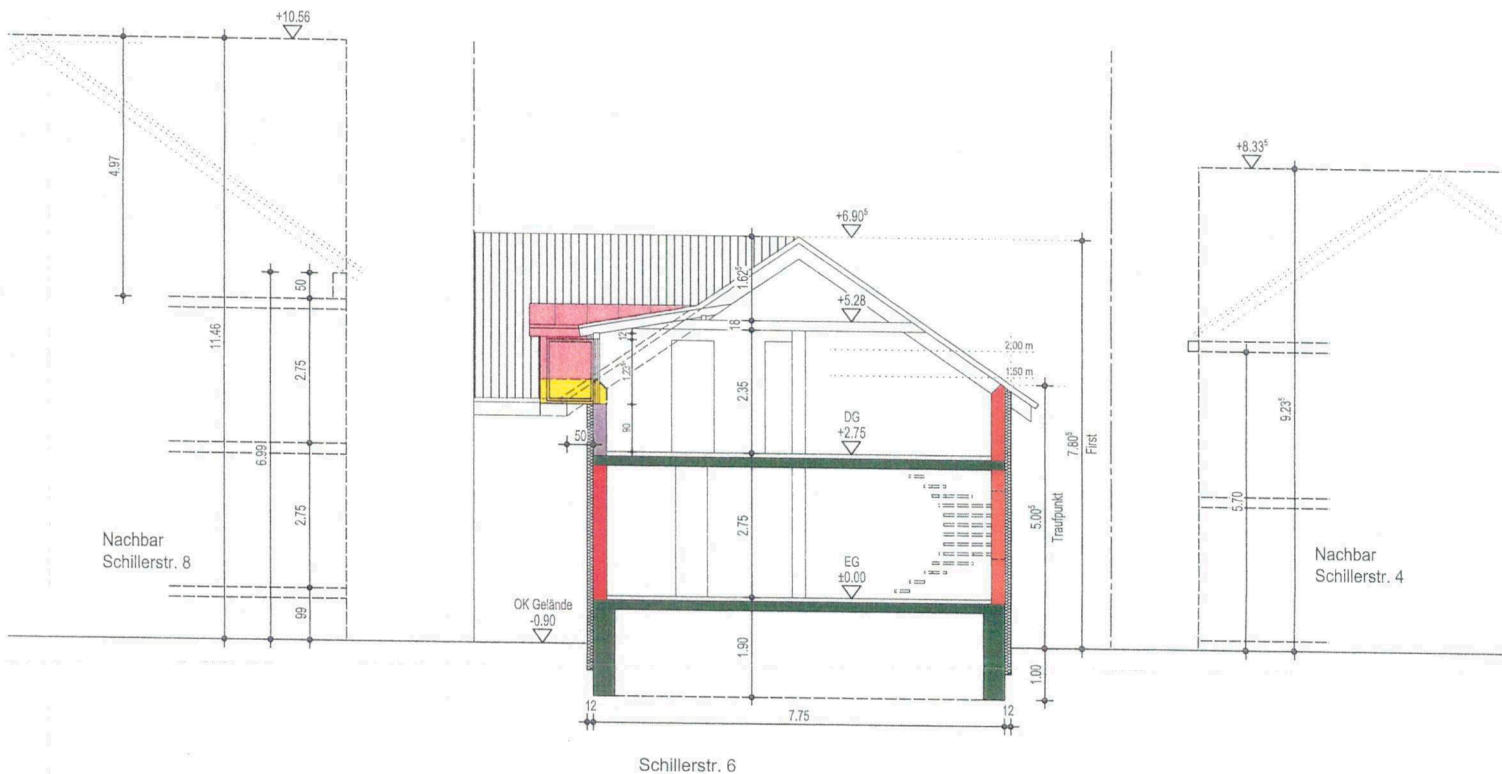 +10.56
4.97
11.46
6.99
50
2.75
2.75
99
Nachbar
Schillerstr. 8
OK Gelände
-0.90
+6.90⁵
1.62⁵
+5.28
18
12
1.23⁵
2.35
90
50
2,00 m
1.50 m
DG
+2.75
2.75
EG
±0.00
1.90
12
7.75
12
7.80⁵
First
5.00⁵
Traufpunkt
1.00
+8.33⁵
9.23⁵
5.70
Nachbar
Schillerstr. 4
Schillerstr. 6